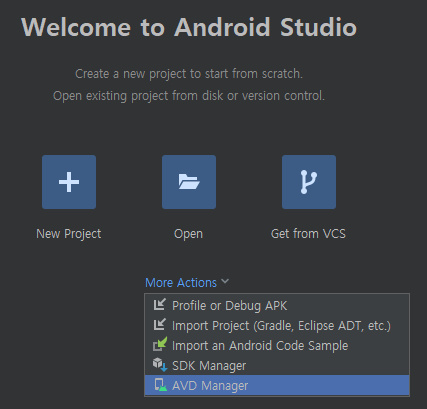 Welcome to Android Studio
Create a new project to start from scratch.
Open existing project from disk or version control.
New Project
Open
Get from VCS
More Actions
Profile or Debug APK
Import Project (Gradle, Eclipse ADT, etc.)
Import an Android Code Sample
SDK Manager
AVD Manager